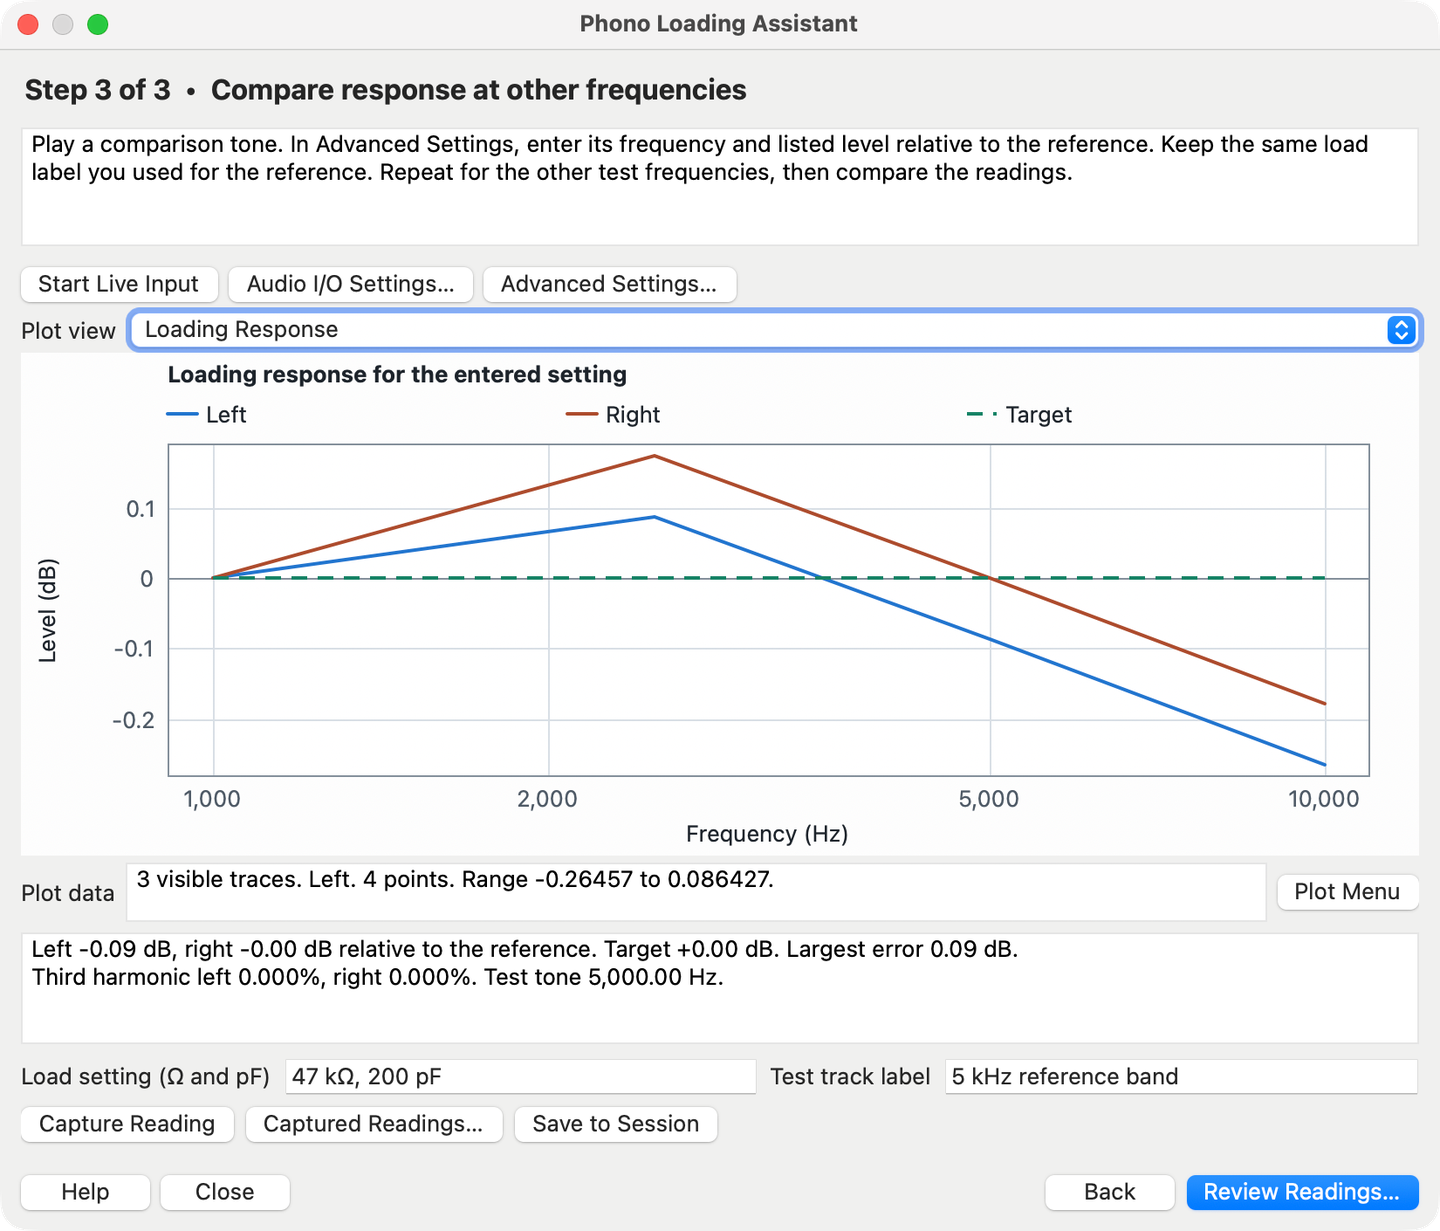 Phono Loading Assistant
Step 3 of 3 • Compare response at other frequencies
Play a comparison tone. In Advanced Settings, enter its frequency and listed level relative to the reference. Keep the same load
label you used for the reference. Repeat for the other test frequencies, then compare the readings.
Start Live Input
Audio I/O Settings...
Advanced Settings...
Plot view
Loading Response
Loading response for the entered setting
Left
Right
Target
Level (dB)
0.1
0
-0.1
-0.2
1,000
2,000
5,000
10,000
Frequency (Hz)
Plot data
3 visible traces. Left. 4 points. Range -0.26457 to 0.086427.
Plot Menu
Left -0.09 dB, right -0.00 dB relative to the reference. Target +0.00 dB. Largest error 0.09 dB.
Third harmonic left 0.000%, right 0.000%. Test tone 5,000.00 Hz.
Load setting (Ω and pF)
47 kΩ, 200 pF
Test track label
5 kHz reference band
Capture Reading
Captured Readings...
Save to Session
Help
Close
Back
Review Readings...